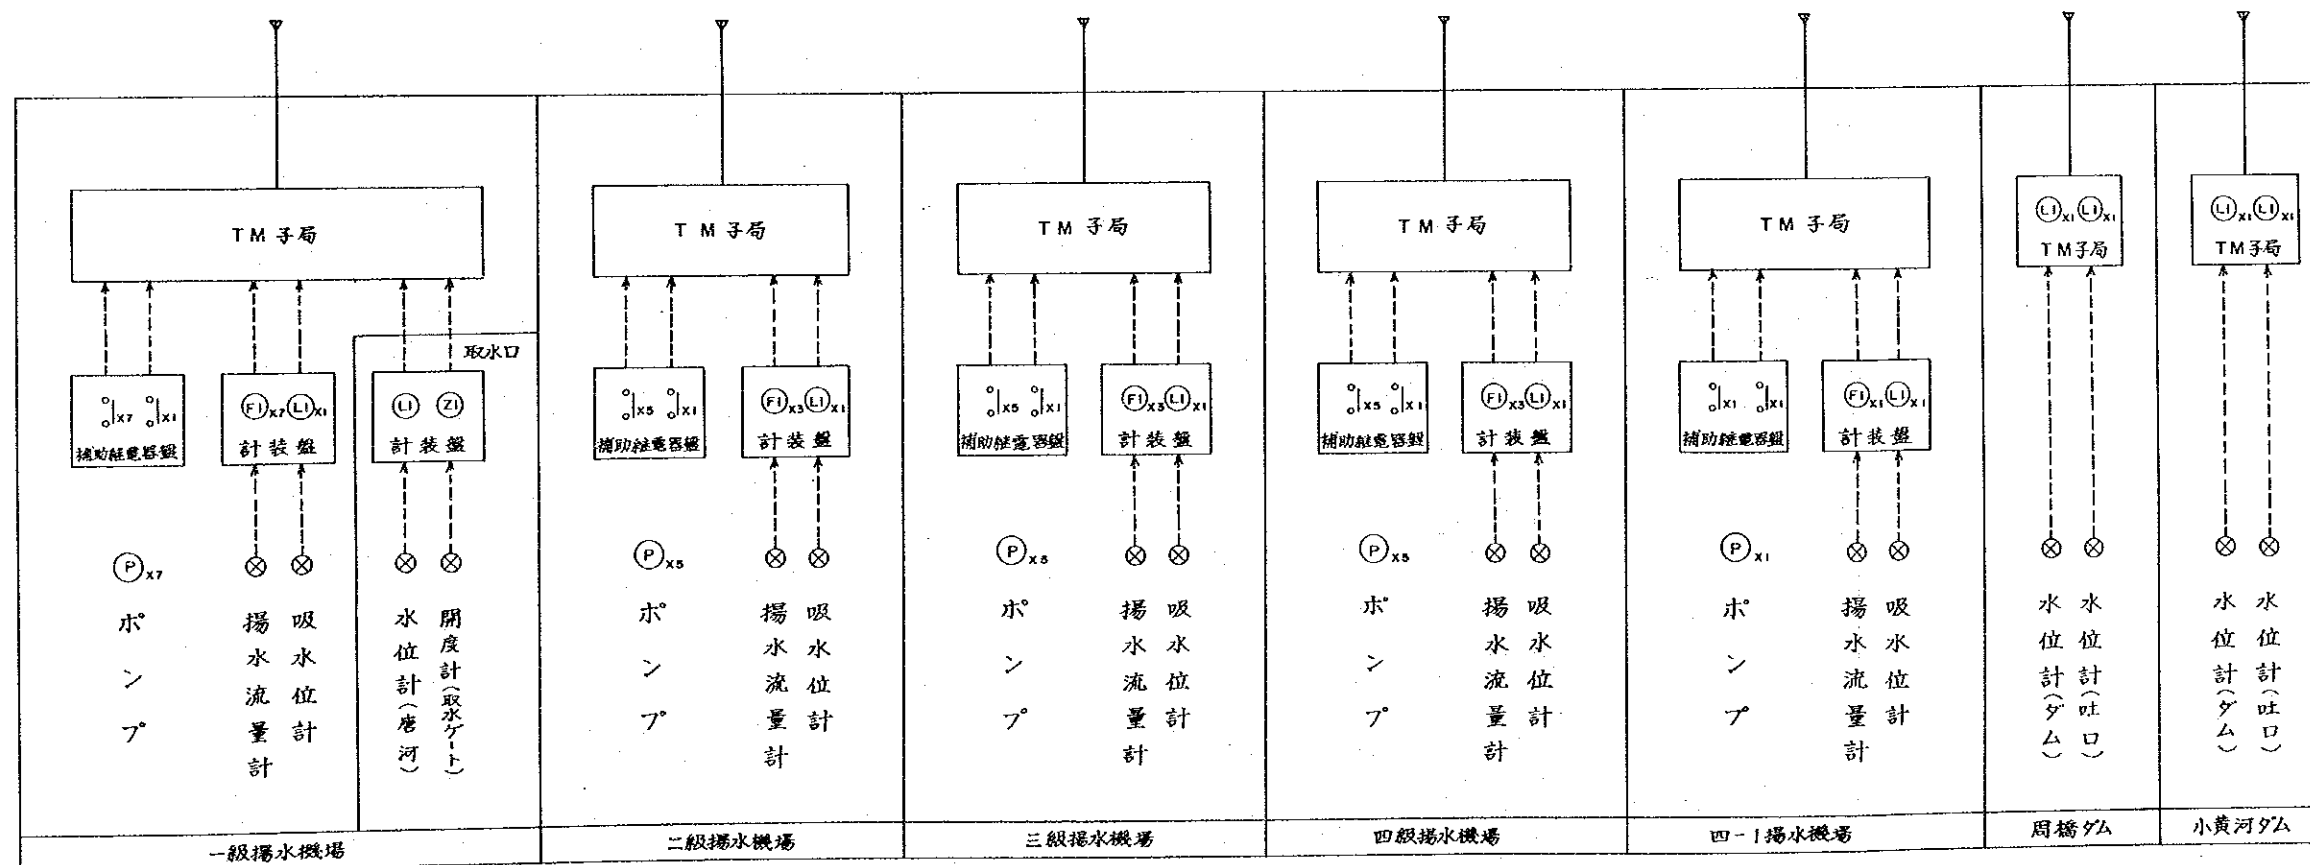 TM子局
取水口
X7 X1
補助継電器盤
FI X7 LI X1
計装盤
LI ZI
計装盤
P X7
ポンプ
揚水流量計
吸水位計
水位計(唐河)
開度計(取水ゲート)
一級揚水機場
TM子局
X5 X1
補助継電器盤
FI X3 LI X1
計装盤
P X5
ポンプ
揚水流量計
吸水位計
二級揚水機場
TM子局
X5 X1
補助継電器盤
FI X3 LI X1
計装盤
P X5
ポンプ
揚水流量計
吸水位計
三級揚水機場
TM子局
X5 X1
補助継電器盤
FI X3 LI X1
計装盤
P X5
ポンプ
揚水流量計
吸水位計
四級揚水機場
TM子局
X1 X1
補助継電器盤
FI X1 LI X1
計装盤
P X1
ポンプ
揚水流量計
吸水位計
四-1揚水機場
LI X1 LI X1
TM子局
水位計(ダム)
水位計(吐口)
周橋ダム
LI X1 LI X1
TM子局
水位計(ダム)
水位計(吐口)
小黄河ダム